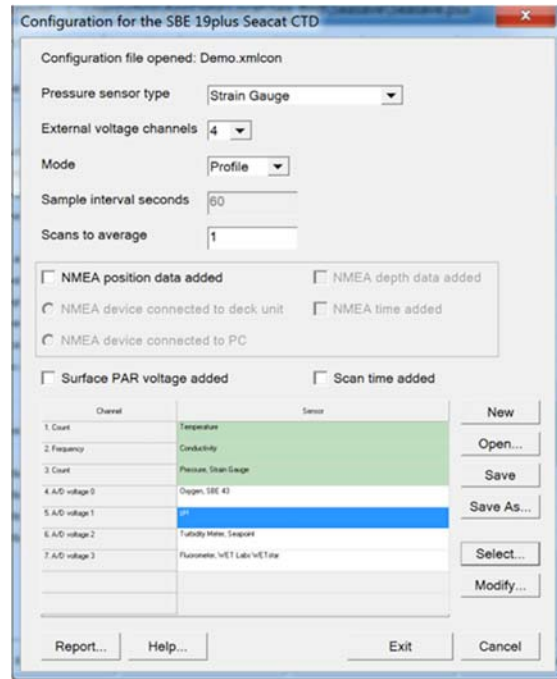 Configuration for the SBE 19plus Seacat CTD
Configuration file opened: Demo.xmlcon
Pressure sensor type Strain Gauge
External voltage channels 4
Mode Profile
Sample interval seconds 60
Scans to average 1
NMEA position data added NMEA depth data added
NMEA device connected to deck unit NMEA time added
NMEA device connected to PC
Surface PAR voltage added Scan time added
Channel Sensor New
1. Count Temperature
2. Frequency Conductivity Open...
3. Count Pressure, Strain Gauge Save
4. A/D voltage 0 Oxygen, SBE 43
5. A/D voltage 1 pH Save As...
6. A/D voltage 2 Turbidity Meter, Seapoint
7. A/D voltage 3 Fluorometer, WET Labs WETstar Select...
Modify...
Report... Help... Exit Cancel